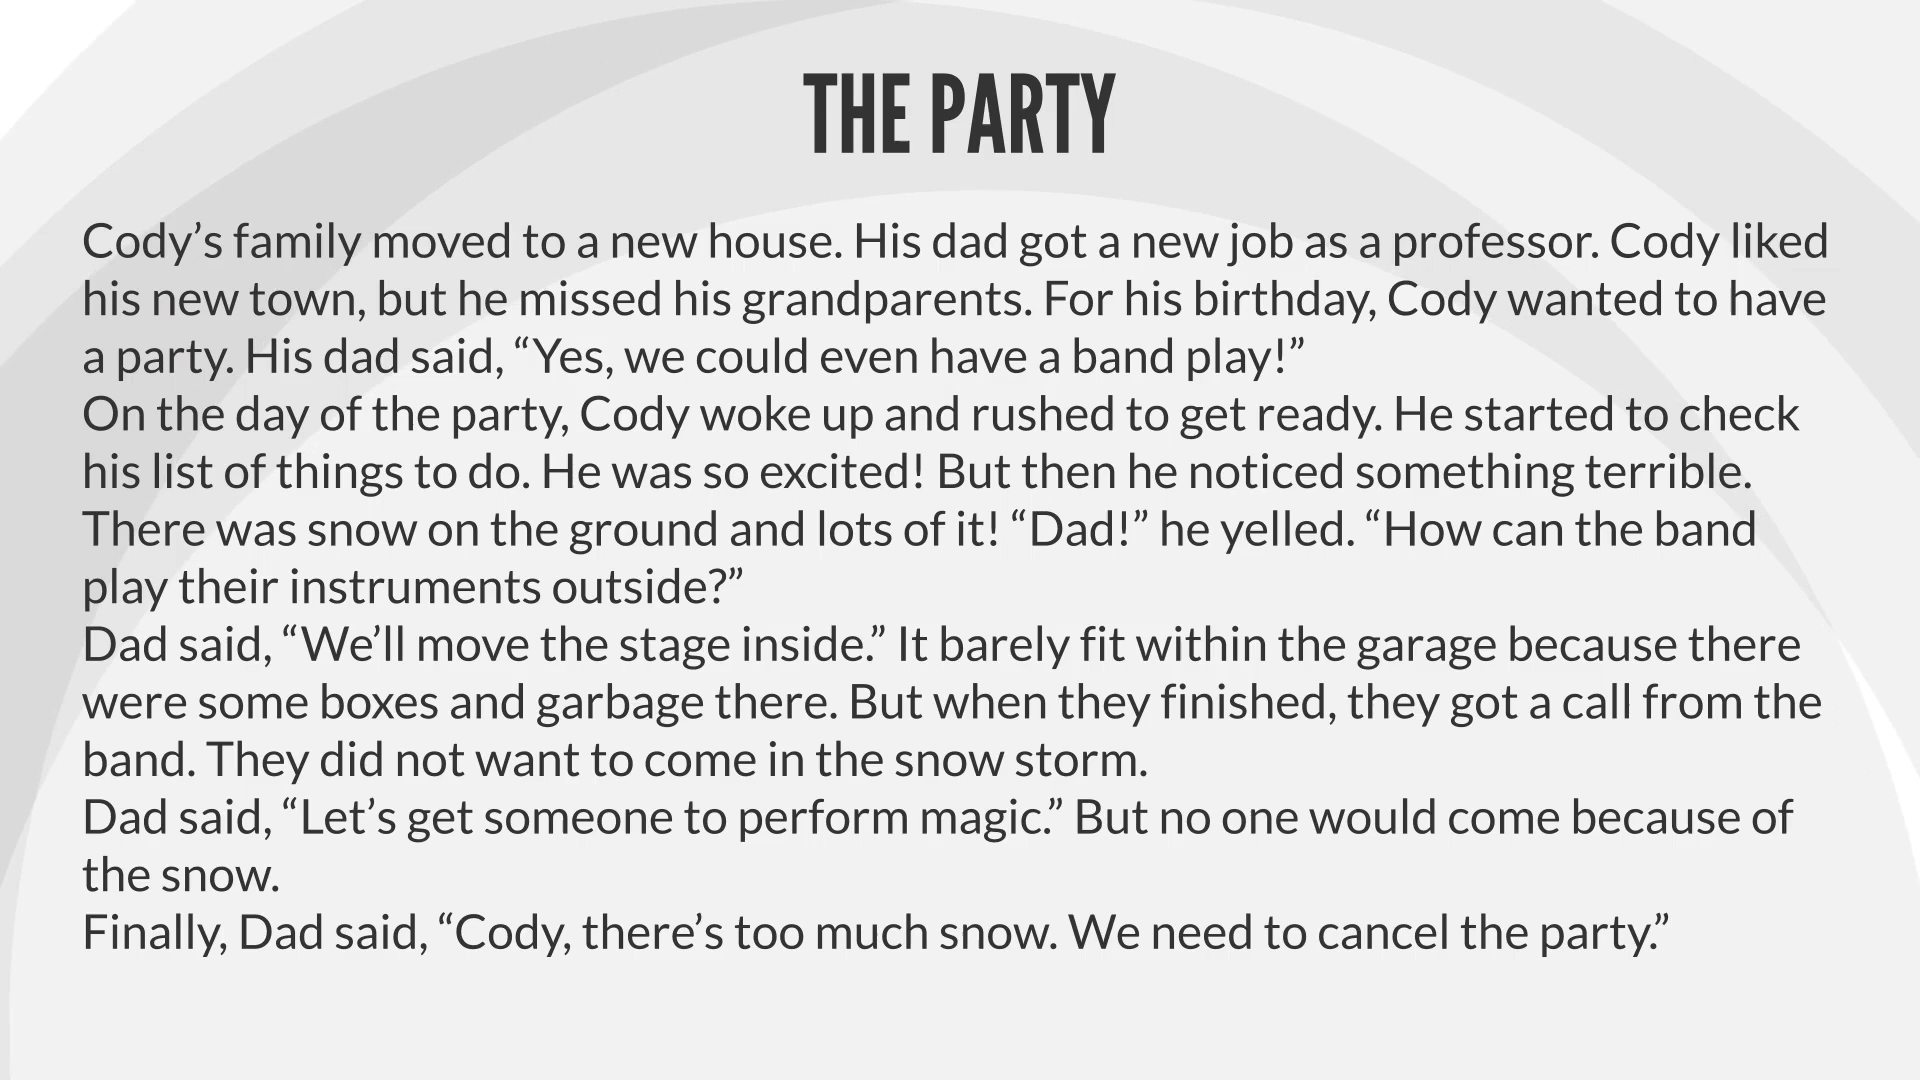 THE PARTY
Cody’s family moved to a new house. His dad got a new job as a professor. Cody liked
his new town, but he missed his grandparents. For his birthday, Cody wanted to have
a party. His dad said, “Yes, we could even have a band play!”
On the day of the party, Cody woke up and rushed to get ready. He started to check
his list of things to do. He was so excited! But then he noticed something terrible.
There was snow on the ground and lots of it! “Dad!” he yelled. “How can the band
play their instruments outside?”
Dad said, “We’ll move the stage inside.” It barely fit within the garage because there
were some boxes and garbage there. But when they finished, they got a call from the
band. They did not want to come in the snow storm.
Dad said, “Let’s get someone to perform magic.” But no one would come because of
the snow.
Finally, Dad said, “Cody, there’s too much snow. We need to cancel the party.”